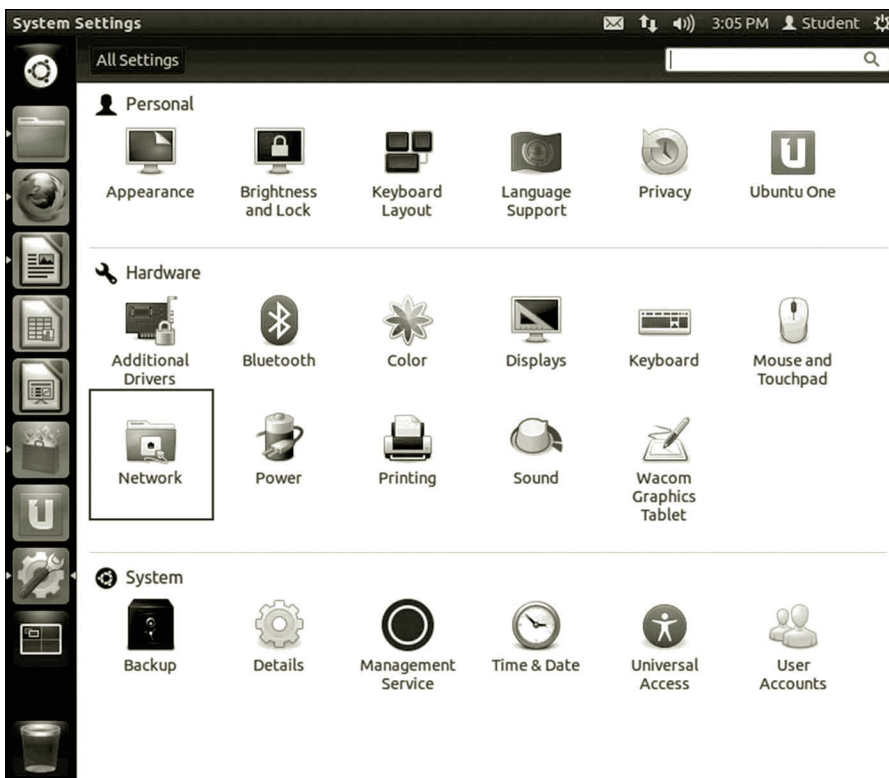 System Settings
3:05 PM Student
All Settings
Personal
Appearance
Brightness
and Lock
Keyboard
Layout
Language
Support
Privacy
Ubuntu One
Hardware
Additional
Drivers
Bluetooth
Color
Displays
Keyboard
Mouse and
Touchpad
Network
Power
Printing
Sound
Wacom
Graphics
Tablet
System
Backup
Details
Management
Service
Time & Date
Universal
Access
User
Accounts